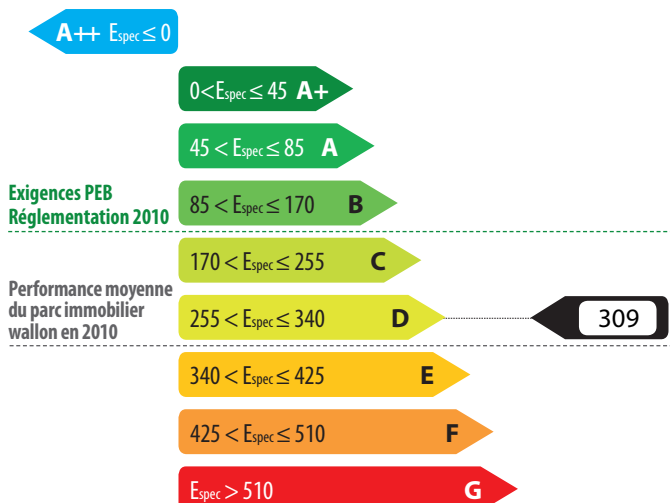 A++ Espec ≤ 0
0<Espec ≤ 45 A+
45 < Espec ≤ 85 A
Exigences PEB
Réglementation 2010
85 < Espec ≤ 170 B
170 < Espec ≤ 255 C
Performance moyenne
du parc immobilier
wallon en 2010
255 < Espec ≤ 340 D
309
340 < Espec ≤ 425 E
425 < Espec ≤ 510 F
Espec > 510 G